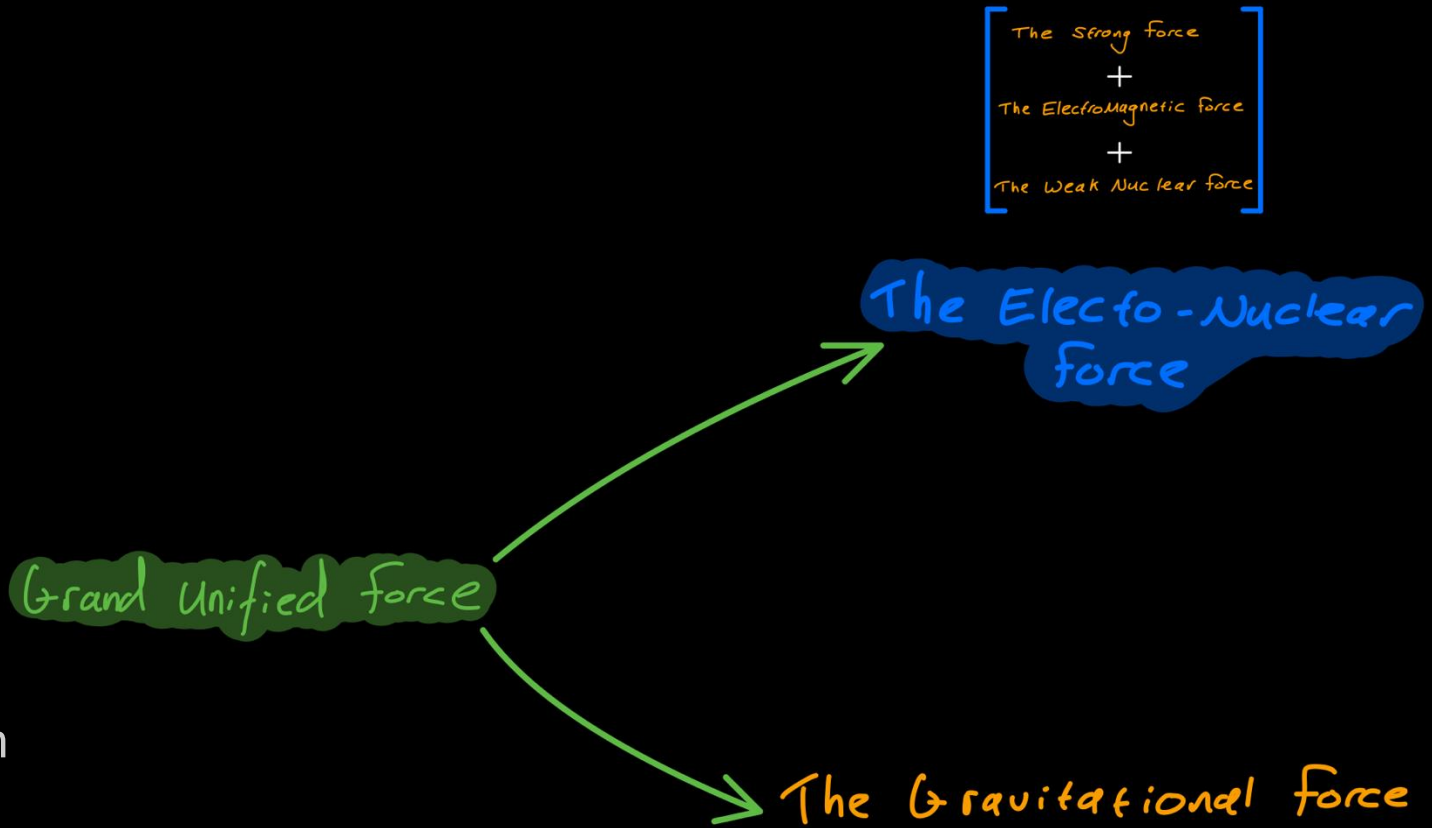 The Strong force
+
The ElectroMagnetic force
+
The Weak Nuclear force
The Electo-Nuclear
force
Grand Unified force
n
The Gravitational force